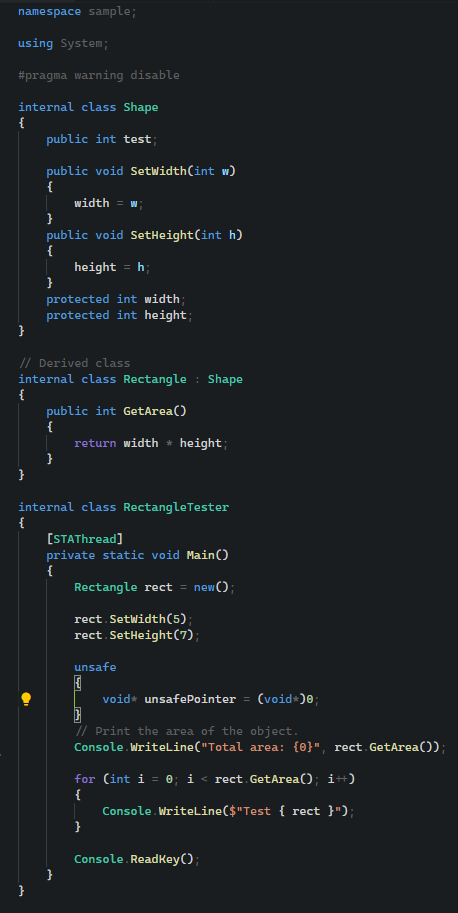 namespace sample;
using System;
#pragma warning disable
internal class Shape
{
    public int test;
    public void SetWidth(int w)
    {
        width = w;
    }
    public void SetHeight(int h)
    {
        height = h;
    }
    protected int width;
    protected int height;
}
// Derived class
internal class Rectangle : Shape
{
    public int GetArea()
    {
        return width * height;
    }
}
internal class RectangleTester
{
    [STAThread]
    private static void Main()
    {
        Rectangle rect = new();
        rect.SetWidth(5);
        rect.SetHeight(7);
        unsafe
        {
            void* unsafePointer = (void*)0;
        }
        // Print the area of the object.
        Console.WriteLine("Total area: {0}", rect.GetArea());
        for (int i = 0; i < rect.GetArea(); i++)
        {
            Console.WriteLine($"Test { rect }");
        }
        Console.ReadKey();
    }
}